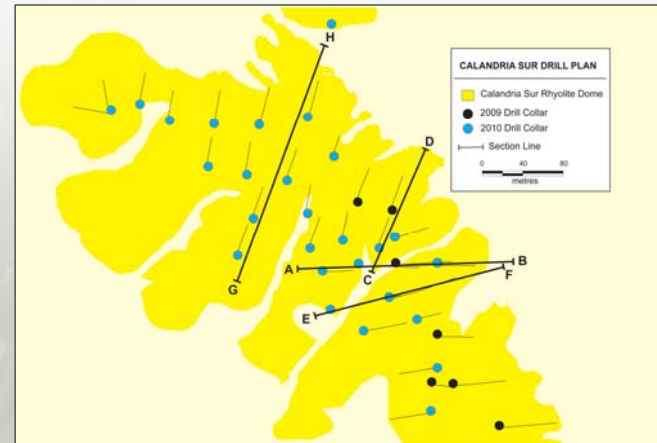 H
CALANDRIA SUR DRILL PLAN
Calandria Sur Rhyolite Dome
2009 Drill Collar
2010 Drill Collar
Section Line
0 40 80
metres
D
A
B
C
F
G
E